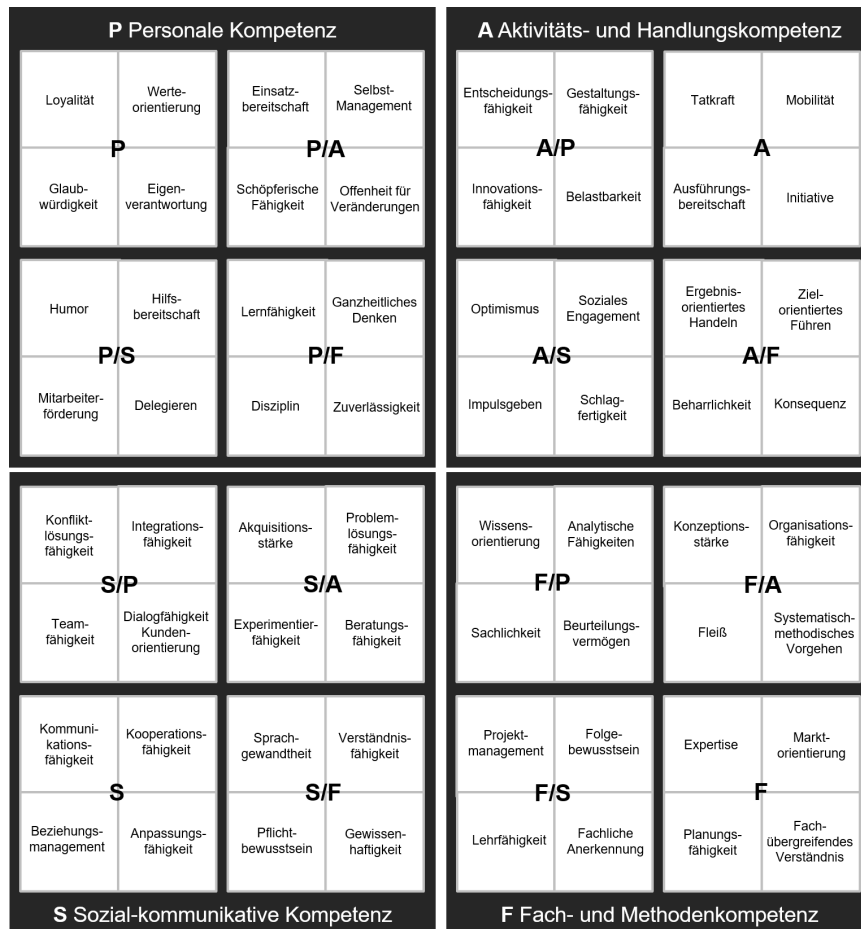 P Personale Kompetenz
Loyalität
Werte-
orientierung
P
Glaub-
würdigkeit
Eigen-
verantwortung
Einsatz-
bereitschaft
Selbst-
Management
P/A
Schöpferische
Fähigkeit
Offenheit für
Veränderungen
Humor
Hilfs-
bereitschaft
P/S
Mitarbeiter-
förderung
Delegieren
Lernfähigkeit
Ganzheitliches
Denken
P/F
Disziplin
Zuverlässigkeit
A Aktivitäts- und Handlungskompetenz
Entscheidungs-
fähigkeit
Gestaltungs-
fähigkeit
A/P
Innovations-
fähigkeit
Belastbarkeit
Tatkraft
Mobilität
A
Ausführungs-
bereitschaft
Initiative
Optimismus
Soziales
Engagement
A/S
Impulsgeben
Schlag-
fertigkeit
Ergebnis-
orientiertes
Handeln
Ziel-
orientiertes
Führen
A/F
Beharrlichkeit
Konsequenz
Konflikt-
lösungs-
fähigkeit
Integrations-
fähigkeit
S/P
Team-
fähigkeit
Dialogfähigkeit
Kunden-
orientierung
Akquisitions-
stärke
Problem-
lösungs-
fähigkeit
S/A
Experimentier-
fähigkeit
Beratungs-
fähigkeit
Kommuni-
kations-
fähigkeit
Kooperations-
fähigkeit
S
Beziehungs-
management
Anpassungs-
fähigkeit
Sprach-
gewandtheit
Verständnis-
fähigkeit
S/F
Pflicht-
bewusstsein
Gewissen-
haftigkeit
S Sozial-kommunikative Kompetenz
Wissens-
orientierung
Analytische
Fähigkeiten
F/P
Sachlichkeit
Beurteilungs-
vermögen
Konzeptions-
stärke
Organisations-
fähigkeit
F/A
Fleiß
Systematisch-
methodisches
Vorgehen
Projekt-
management
Folge-
bewusstsein
F/S
Lehrfähigkeit
Fachliche
Anerkennung
Expertise
Markt-
orientierung
F
Planungs-
fähigkeit
Fach-
übergreifendes
Verständnis
F Fach- und Methodenkompetenz